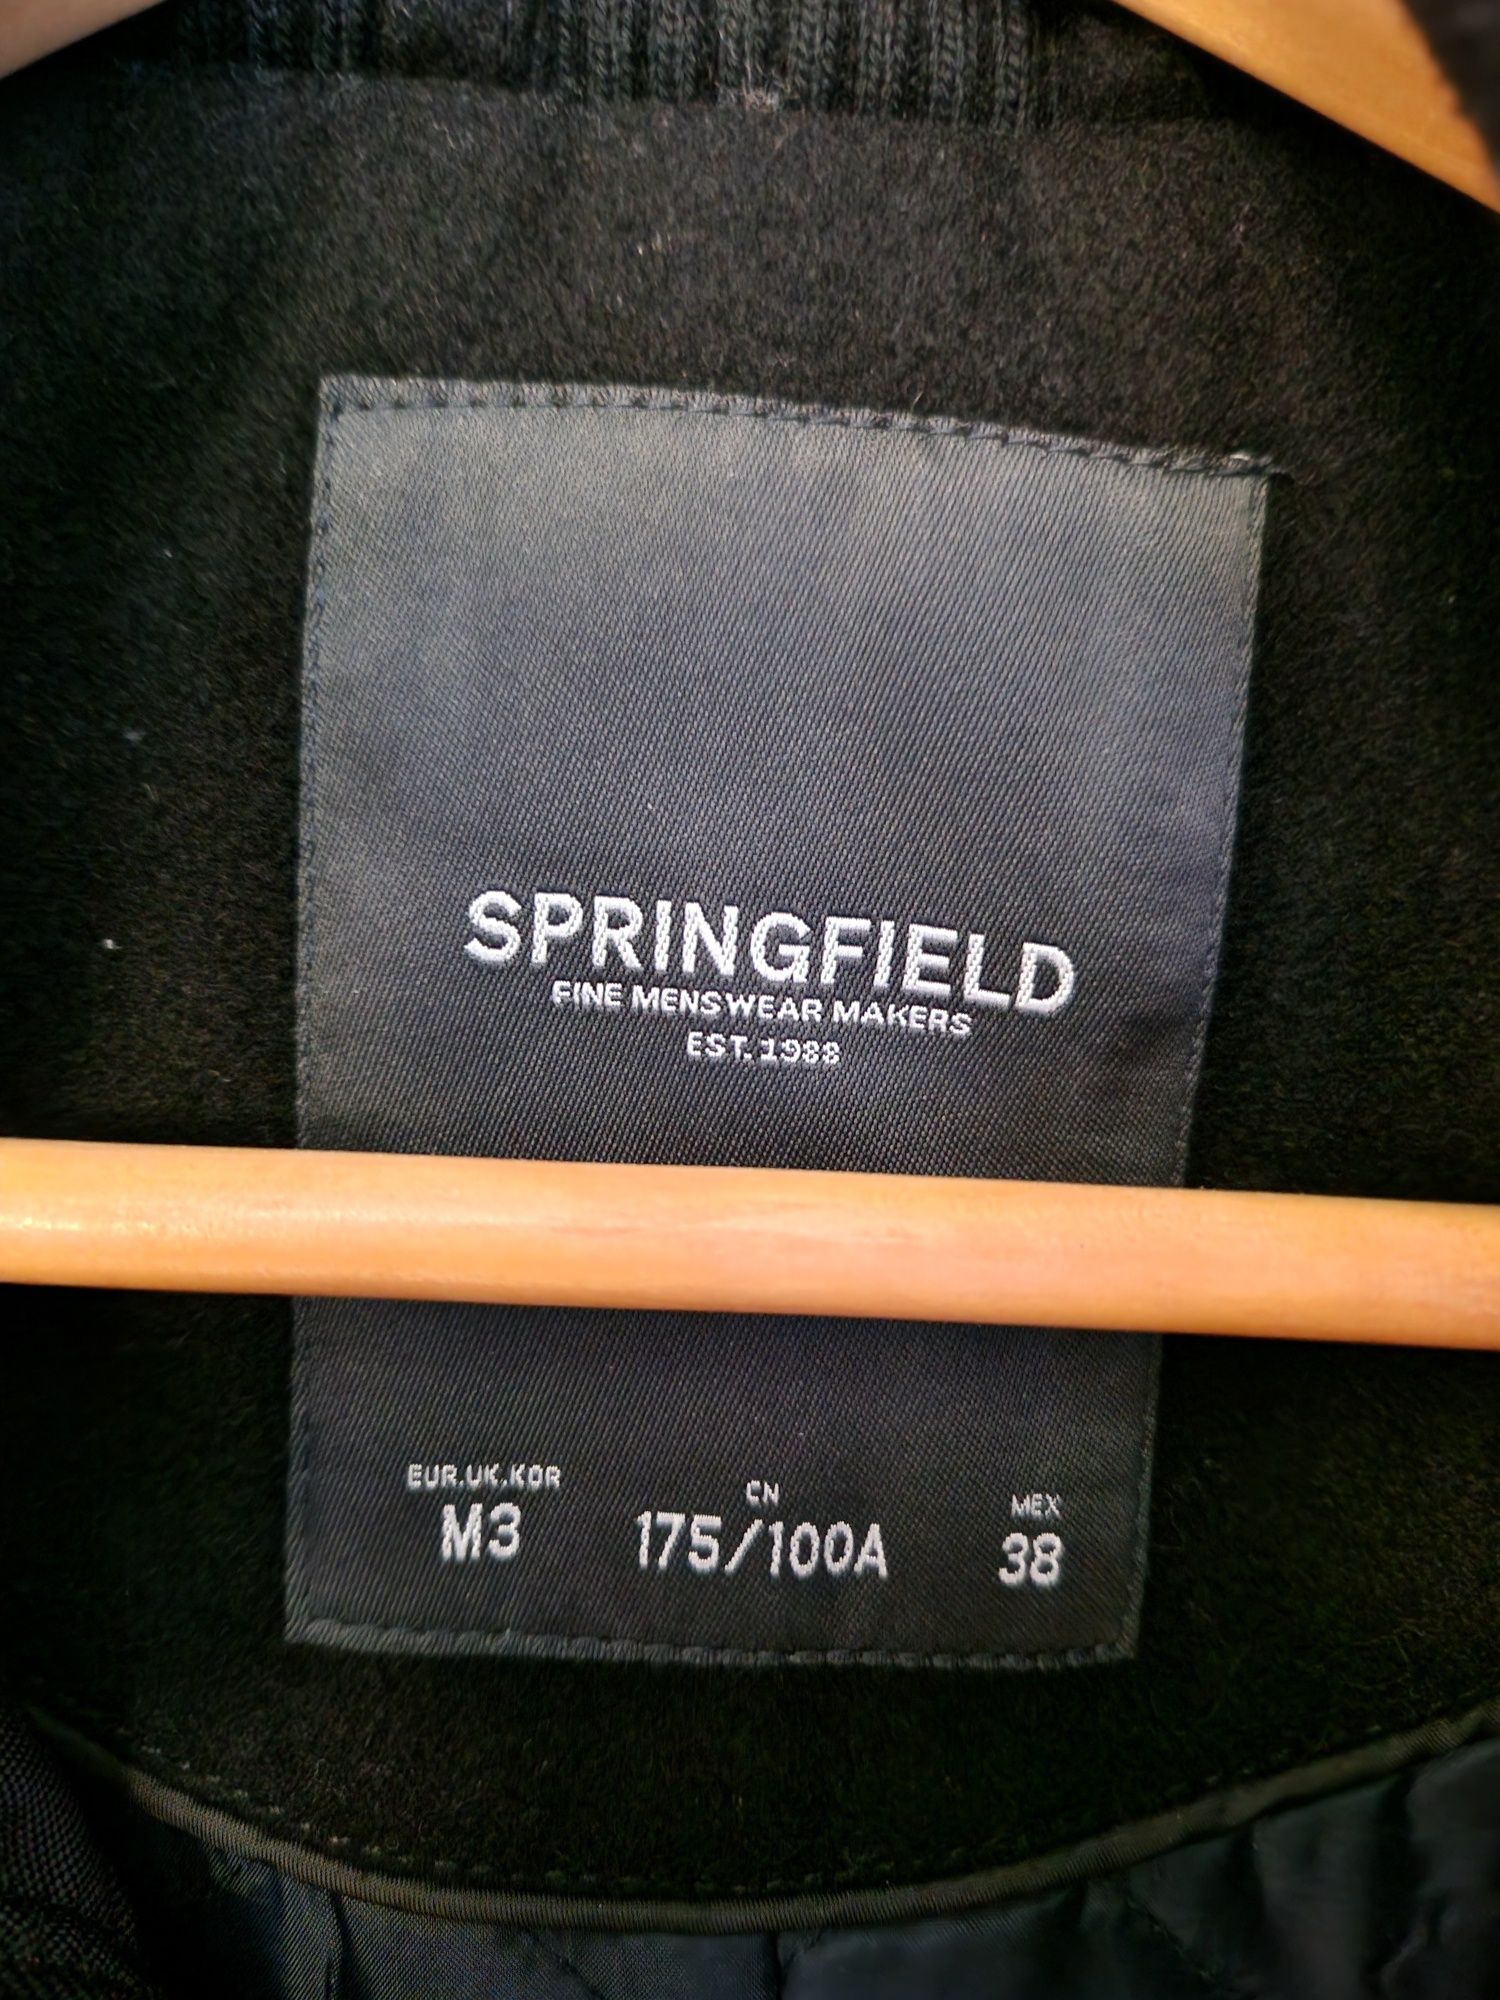 SPRINGFIELD
FINE MENSWEAR MAKERS
EST. 1988
EUR.UK.KOR CN MEX
M3 175/100A 38